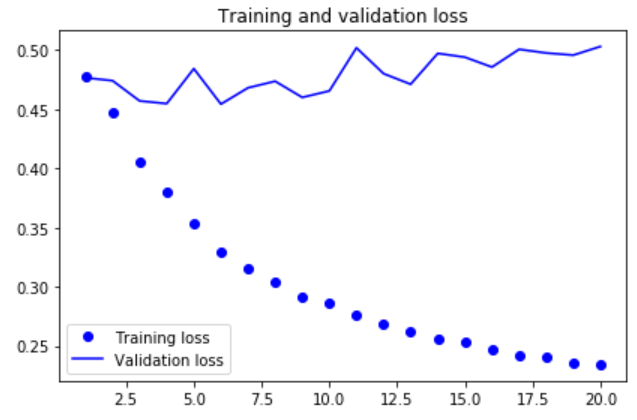 Training and validation loss
0.50
0.45
0.40
0.35
0.30
0.25
Training loss
Validation loss
2.5 5.0 7.5 10.0 12.5 15.0 17.5 20.0